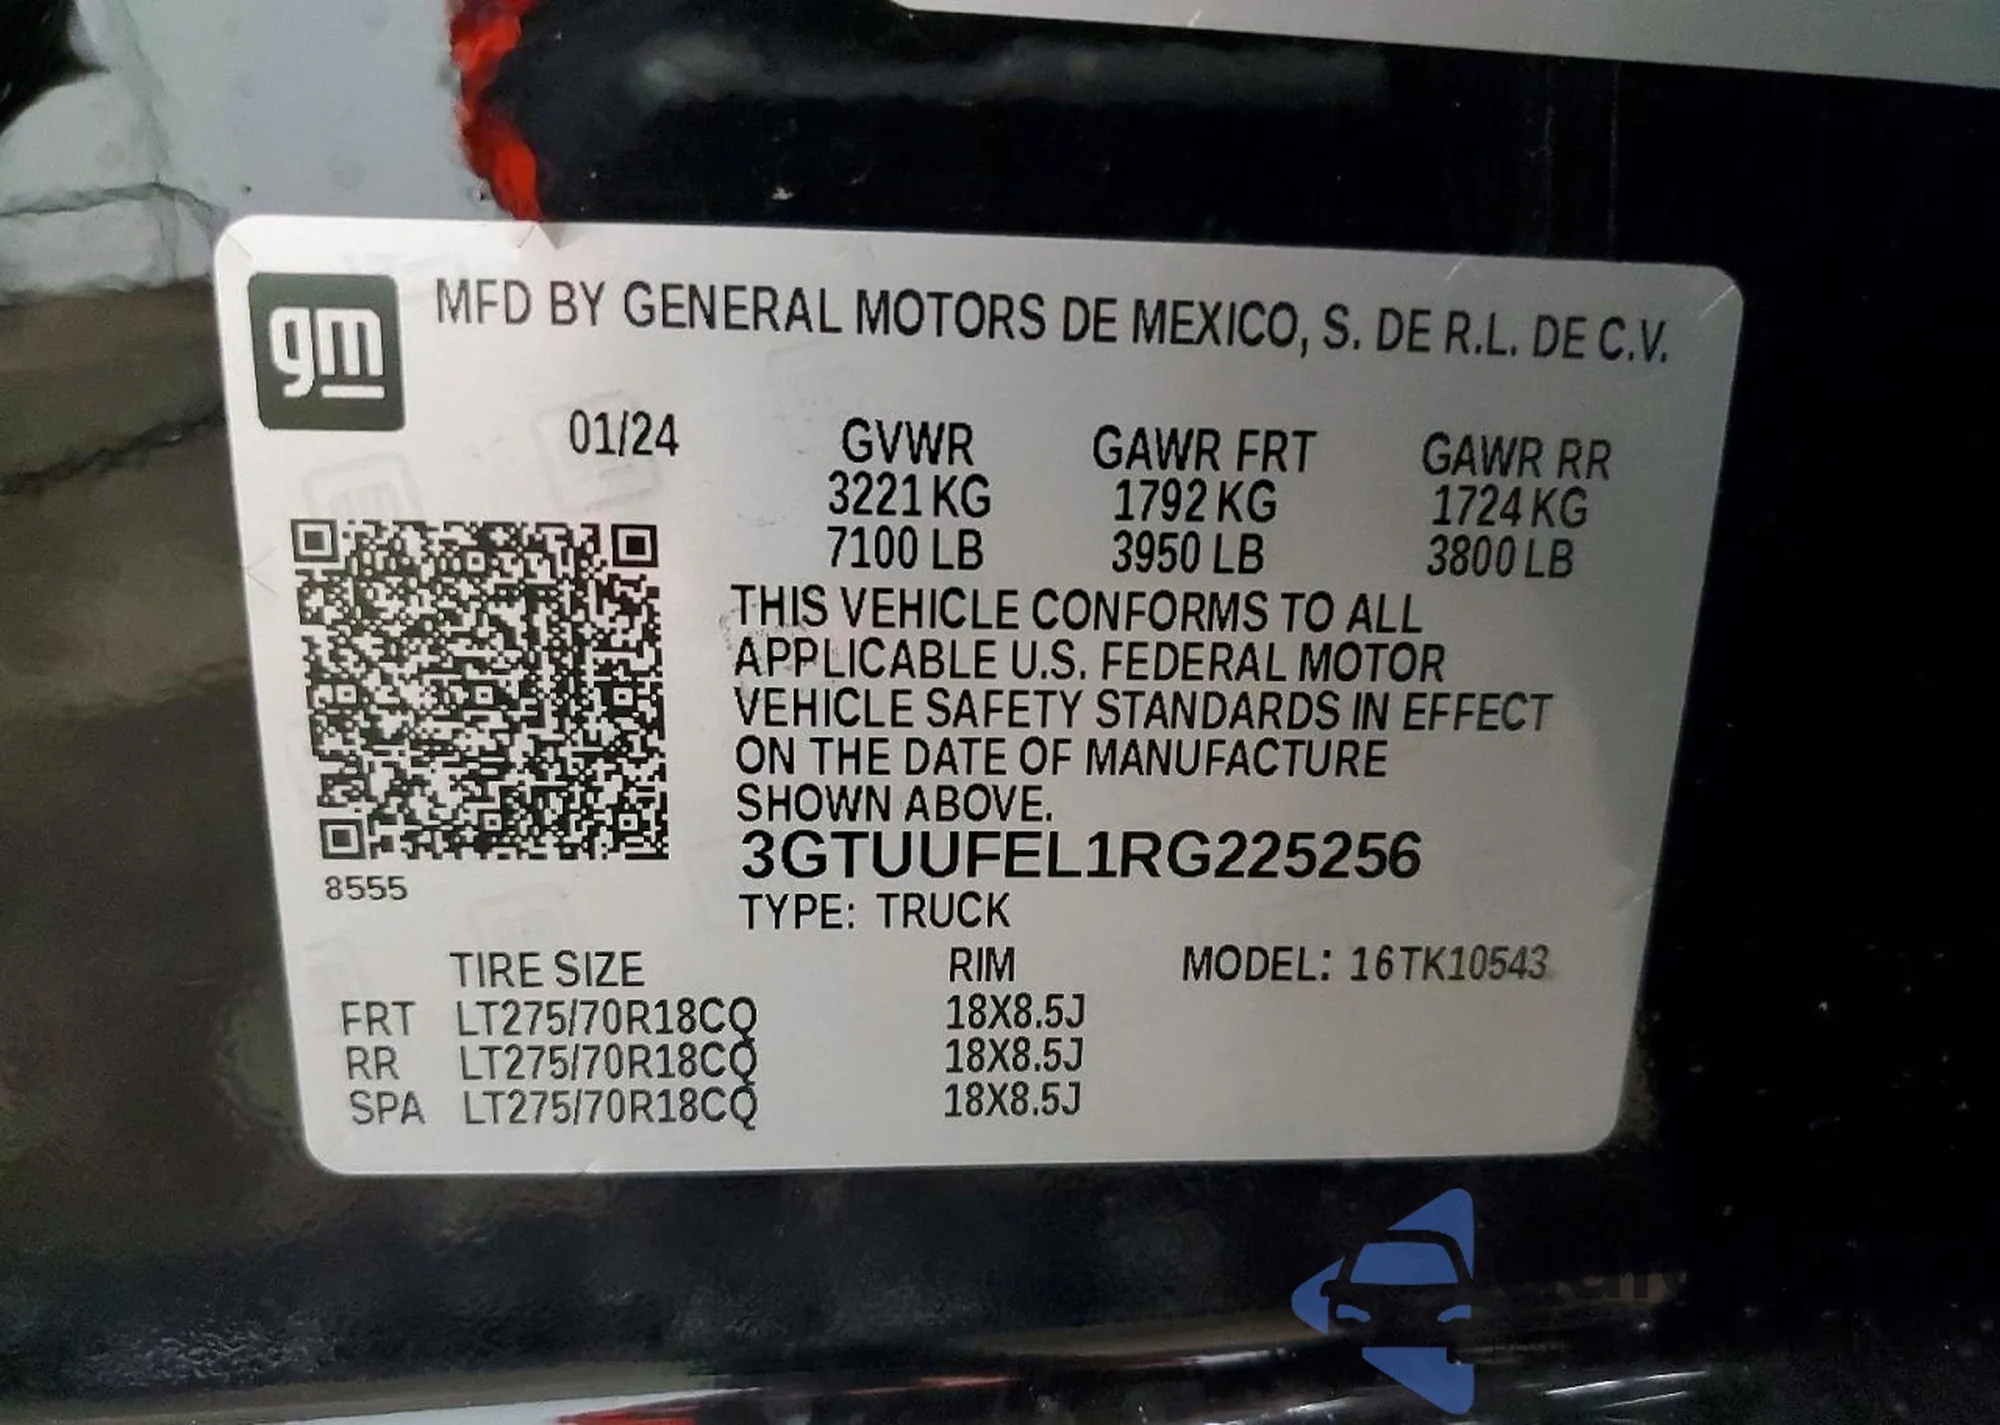 gm
MFD BY GENERAL MOTORS DE MEXICO, S. DE R.L. DE C.V.
01/24 GVWR GAWR FRT GAWR RR
3221 KG 1792 KG 1724 KG
7100 LB 3950 LB 3800 LB
THIS VEHICLE CONFORMS TO ALL
APPLICABLE U.S. FEDERAL MOTOR
VEHICLE SAFETY STANDARDS IN EFFECT
ON THE DATE OF MANUFACTURE
SHOWN ABOVE.
3GTUUFEL1RG225256
8555
TYPE: TRUCK
TIRE SIZE RIM MODEL: 16TK10543
FRT LT275/70R18CQ 18X8.5J
RR LT275/70R18CQ 18X8.5J
SPA LT275/70R18CQ 18X8.5J